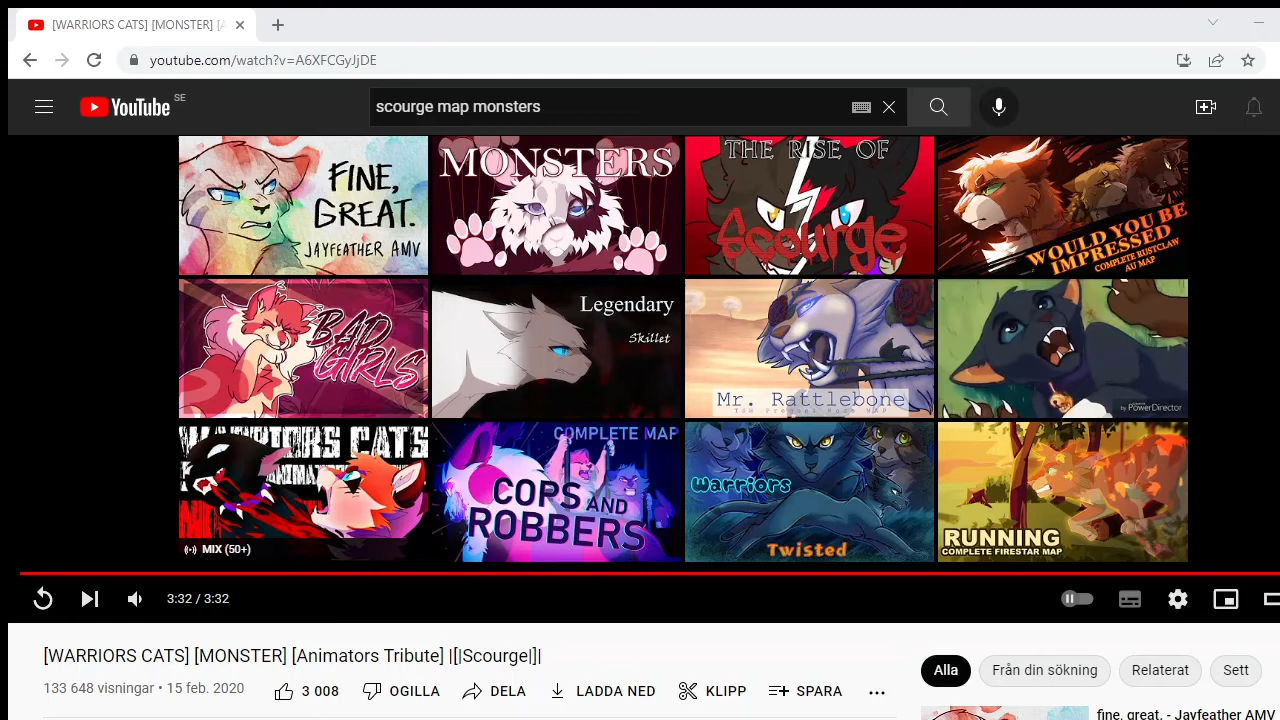 [WARRIORS CATS] [MONSTER] [A
youtube.com/watch?v=A6XFCGyJjDE
YouTube SE
scourge map monsters
FINE, GREAT.
JAYFEATHER AMV
MONSTERS
THE RISE OF
Scourge
WOULD YOU BE IMPRESSED
COMPLETE RUSTCLAW AU MAP
BAD GIRLS
Legendary
Skillet
Mr. Rattlebone
by PowerDirector
WARRIORS CATS
MIX (50+)
COMPLETE MAP
COPS AND ROBBERS
Warriors
Twisted
RUNNING
COMPLETE FIRESTAR MAP
3:32 / 3:32
[WARRIORS CATS] [MONSTER] [Animators Tribute] |[|Scourge|]|
133 648 visningar • 15 feb. 2020
3 008
OGILLA
DELA
LADDA NED
KLIPP
SPARA
Alla
Från din sökning
Relaterat
Sett
fine, great. - Jayfeather AMV